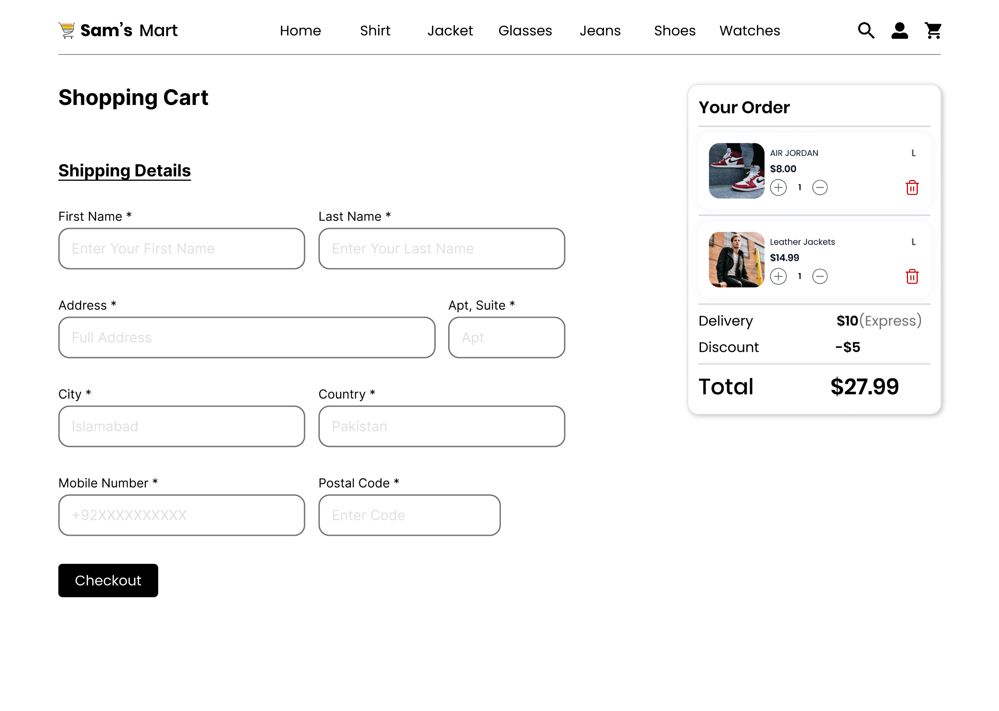 Sam's Mart Home Shirt Jacket Glasses Jeans Shoes Watches
Shopping Cart
Shipping Details
First Name * Last Name *
Enter Your First Name Enter Your Last Name
Address * Apt, Suite *
Full Address Apt
City * Country *
Islamabad Pakistan
Mobile Number * Postal Code *
+92XXXXXXXXXX Enter Code
Checkout
Your Order
AIR JORDAN L
$8.00
1
Leather Jackets L
$14.99
1
Delivery $10(Express)
Discount -$5
Total $27.99